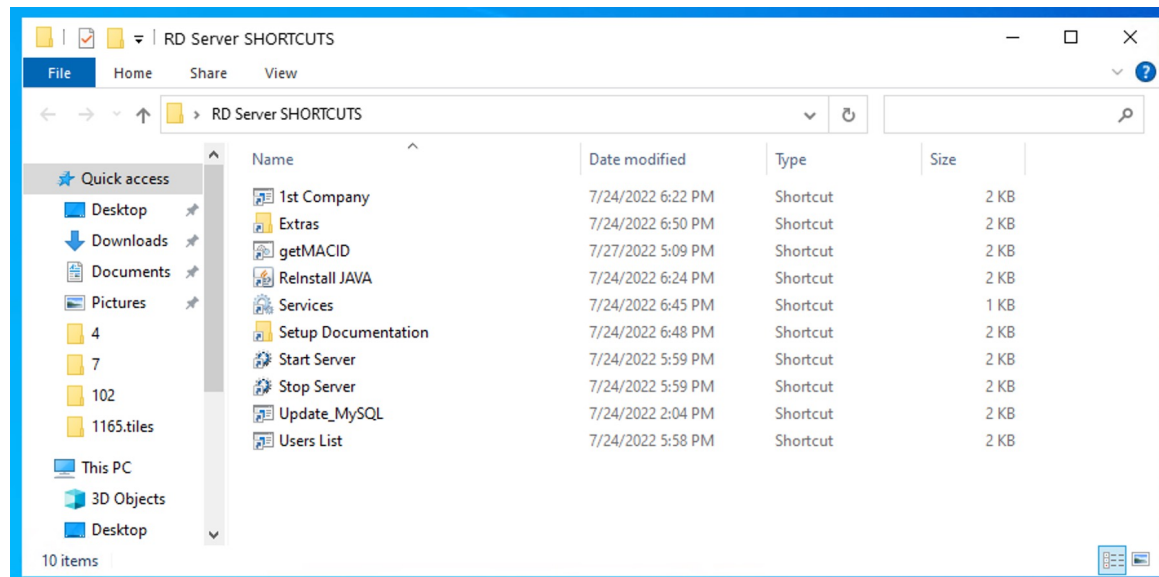 RD Server SHORTCUTS
File Home Share View
RD Server SHORTCUTS
Name Date modified Type Size
Quick access
Desktop
Downloads
Documents
Pictures
4
7
102
1165.tiles
This PC
3D Objects
Desktop
1st Company 7/24/2022 6:22 PM Shortcut 2 KB
Extras 7/24/2022 6:50 PM Shortcut 2 KB
getMACID 7/27/2022 5:09 PM Shortcut 2 KB
ReInstall JAVA 7/24/2022 6:24 PM Shortcut 2 KB
Services 7/24/2022 6:45 PM Shortcut 1 KB
Setup Documentation 7/24/2022 6:48 PM Shortcut 2 KB
Start Server 7/24/2022 5:59 PM Shortcut 2 KB
Stop Server 7/24/2022 5:59 PM Shortcut 2 KB
Update_MySQL 7/24/2022 2:04 PM Shortcut 2 KB
Users List 7/24/2022 5:58 PM Shortcut 2 KB
10 items